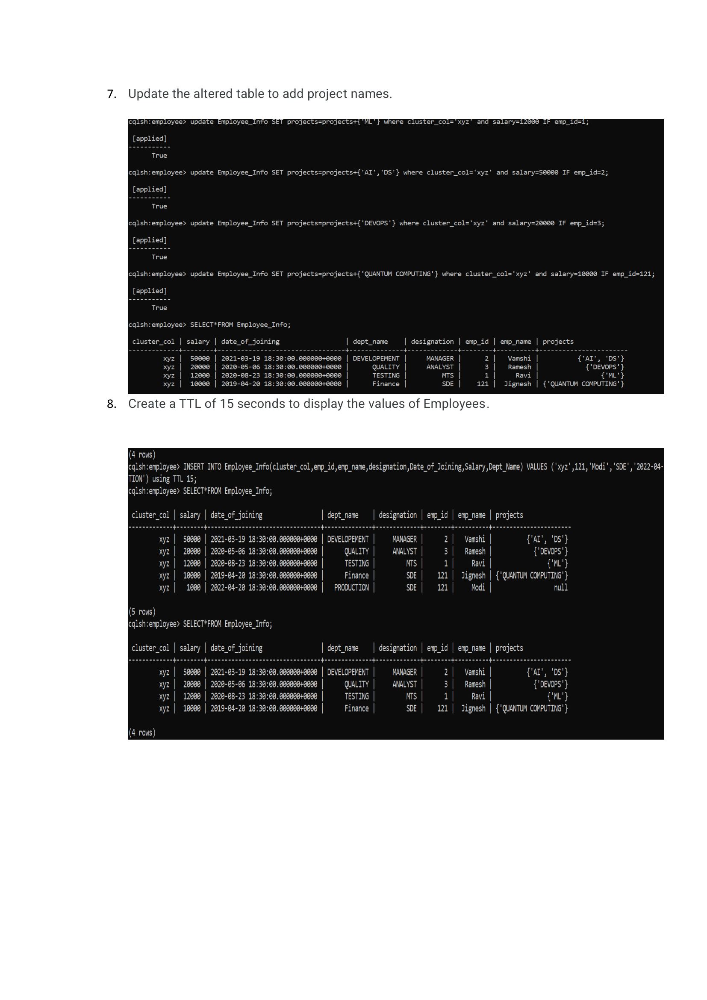 7. Update the altered table to add project names.
cqlsh:employee> update Employee_Info SET projects=projects+{'ML'} where cluster_col='xyz' and salary=12000 IF emp_id=1;
[applied]
-----------
True
cqlsh:employee> update Employee_Info SET projects=projects+{'AI','DS'} where cluster_col='xyz' and salary=50000 IF emp_id=2;
[applied]
-----------
True
cqlsh:employee> update Employee_Info SET projects=projects+{'DEVOPS'} where cluster_col='xyz' and salary=20000 IF emp_id=3;
[applied]
-----------
True
cqlsh:employee> update Employee_Info SET projects=projects+{'QUANTUM COMPUTING'} where cluster_col='xyz' and salary=10000 IF emp_id=121;
[applied]
-----------
True
cqlsh:employee> SELECT*FROM Employee_Info;
cluster_col | salary | date_of_joining | dept_name | designation | emp_id | emp_name | projects
-------------+--------+---------------------------------+--------------+-------------+--------+----------+-----------------------
xyz | 50000 | 2021-03-19 18:30:00.000000+0000 | DEVELOPEMENT | MANAGER | 2 | Vamshi | {'AI', 'DS'}
xyz | 20000 | 2020-05-06 18:30:00.000000+0000 | QUALITY | ANALYST | 3 | Ramesh | {'DEVOPS'}
xyz | 12000 | 2020-08-23 18:30:00.000000+0000 | TESTING | MTS | 1 | Ravi | {'ML'}
xyz | 10000 | 2019-04-20 18:30:00.000000+0000 | Finance | SDE | 121 | Jignesh | {'QUANTUM COMPUTING'}
8. Create a TTL of 15 seconds to display the values of Employees.
(4 rows)
cqlsh:employee> INSERT INTO Employee_Info(cluster_col,emp_id,emp_name,designation,Date_of_Joining,Salary,Dept_Name) VALUES ('xyz',121,'Modi','SDE','2022-04-
TION') using TTL 15;
cqlsh:employee> SELECT*FROM Employee_Info;
cluster_col | salary | date_of_joining | dept_name | designation | emp_id | emp_name | projects
-------------+--------+---------------------------------+--------------+-------------+--------+----------+-----------------------
xyz | 50000 | 2021-03-19 18:30:00.000000+0000 | DEVELOPEMENT | MANAGER | 2 | Vamshi | {'AI', 'DS'}
xyz | 20000 | 2020-05-06 18:30:00.000000+0000 | QUALITY | ANALYST | 3 | Ramesh | {'DEVOPS'}
xyz | 12000 | 2020-08-23 18:30:00.000000+0000 | TESTING | MTS | 1 | Ravi | {'ML'}
xyz | 10000 | 2019-04-20 18:30:00.000000+0000 | Finance | SDE | 121 | Jignesh | {'QUANTUM COMPUTING'}
xyz | 1000 | 2022-04-20 18:30:00.000000+0000 | PRODUCTION | SDE | 121 | Modi | null
(5 rows)
cqlsh:employee> SELECT*FROM Employee_Info;
cluster_col | salary | date_of_joining | dept_name | designation | emp_id | emp_name | projects
-------------+--------+---------------------------------+--------------+-------------+--------+----------+-----------------------
xyz | 50000 | 2021-03-19 18:30:00.000000+0000 | DEVELOPEMENT | MANAGER | 2 | Vamshi | {'AI', 'DS'}
xyz | 20000 | 2020-05-06 18:30:00.000000+0000 | QUALITY | ANALYST | 3 | Ramesh | {'DEVOPS'}
xyz | 12000 | 2020-08-23 18:30:00.000000+0000 | TESTING | MTS | 1 | Ravi | {'ML'}
xyz | 10000 | 2019-04-20 18:30:00.000000+0000 | Finance | SDE | 121 | Jignesh | {'QUANTUM COMPUTING'}
(4 rows)